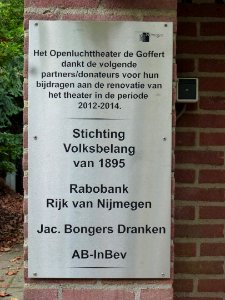 Het Openluchttheater de Goffert
dankt de volgende
partners/donateurs voor hun
bijdragen aan de renovatie van
het theater in de periode
2012-2014.
Stichting
Volksbelang
van 1895
Rabobank
Rijk van Nijmegen
Jac. Bongers Dranken
AB-InBev